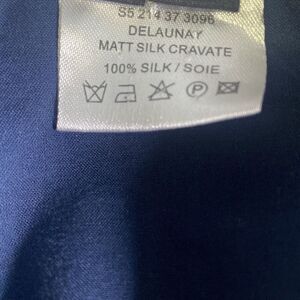 S5 214 37 3096
DELAUNAY
MATT SILK CRAVATE
100% SILK / SOIE
P